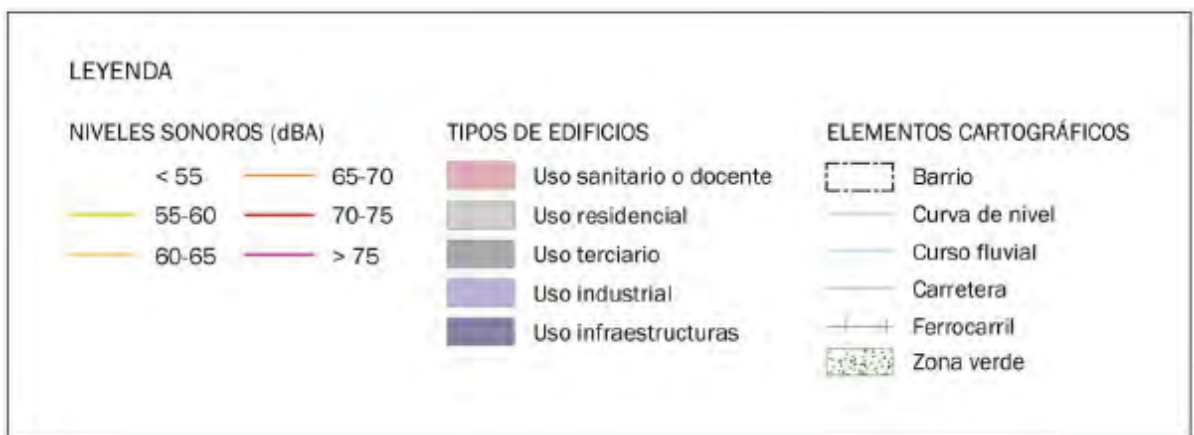 LEYENDA
NIVELES SONOROS (dBA)
< 55
55-60
60-65
65-70
70-75
> 75
TIPOS DE EDIFICIOS
Uso sanitario o docente
Uso residencial
Uso terciario
Uso industrial
Uso infraestructuras
ELEMENTOS CARTOGRÁFICOS
Barrio
Curva de nivel
Curso fluvial
Carretera
Ferrocarril
Zona verde